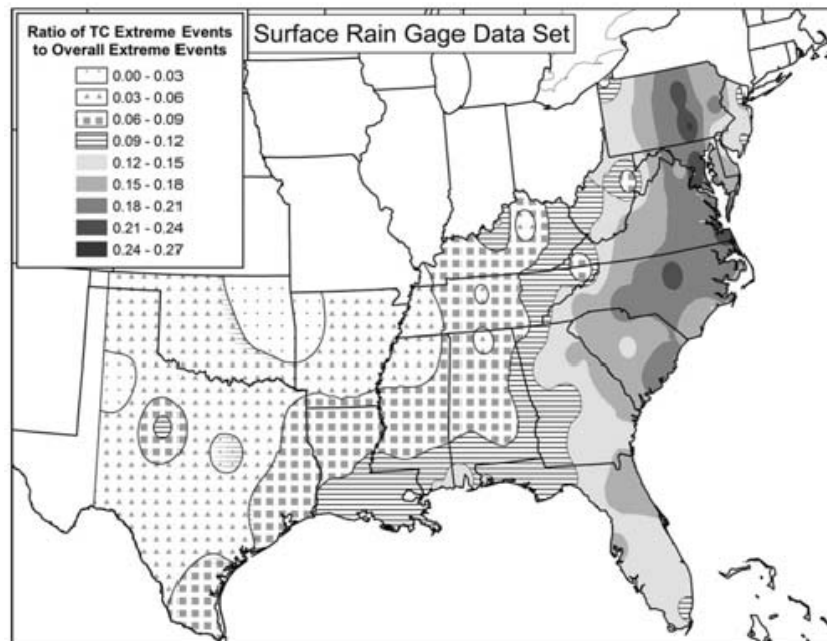 Ratio of TC Extreme Events
to Overall Extreme Events
0.00 - 0.03
0.03 - 0.06
0.06 - 0.09
0.09 - 0.12
0.12 - 0.15
0.15 - 0.18
0.18 - 0.21
0.21 - 0.24
0.24 - 0.27
Surface Rain Gage Data Set